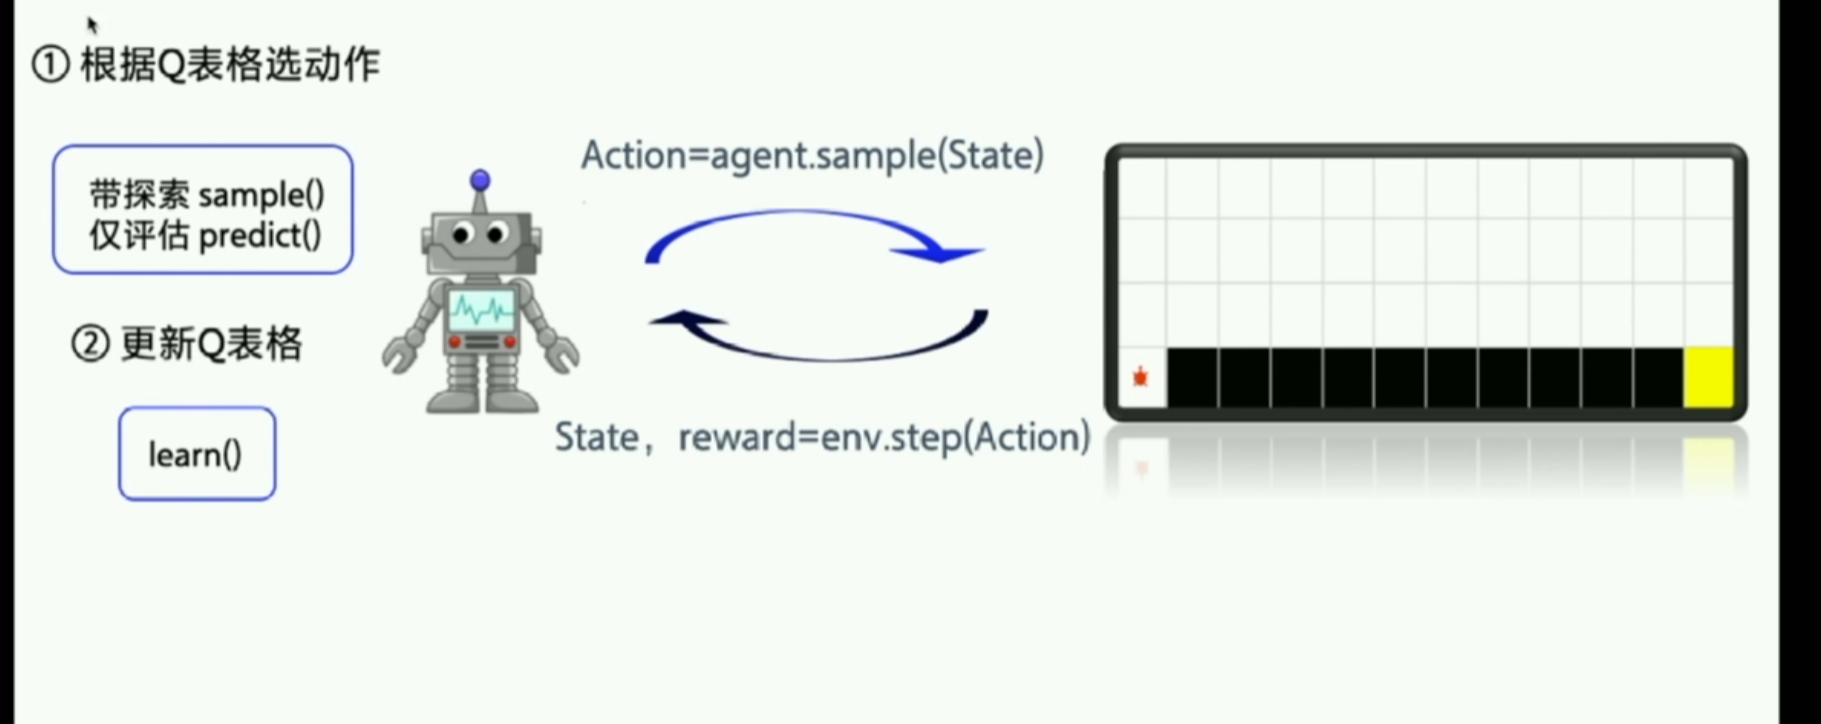 ① 根据Q表格选动作
带探索 sample()
仅评估 predict()
② 更新Q表格
learn()
Action=agent.sample(State)
State，reward=env.step(Action)